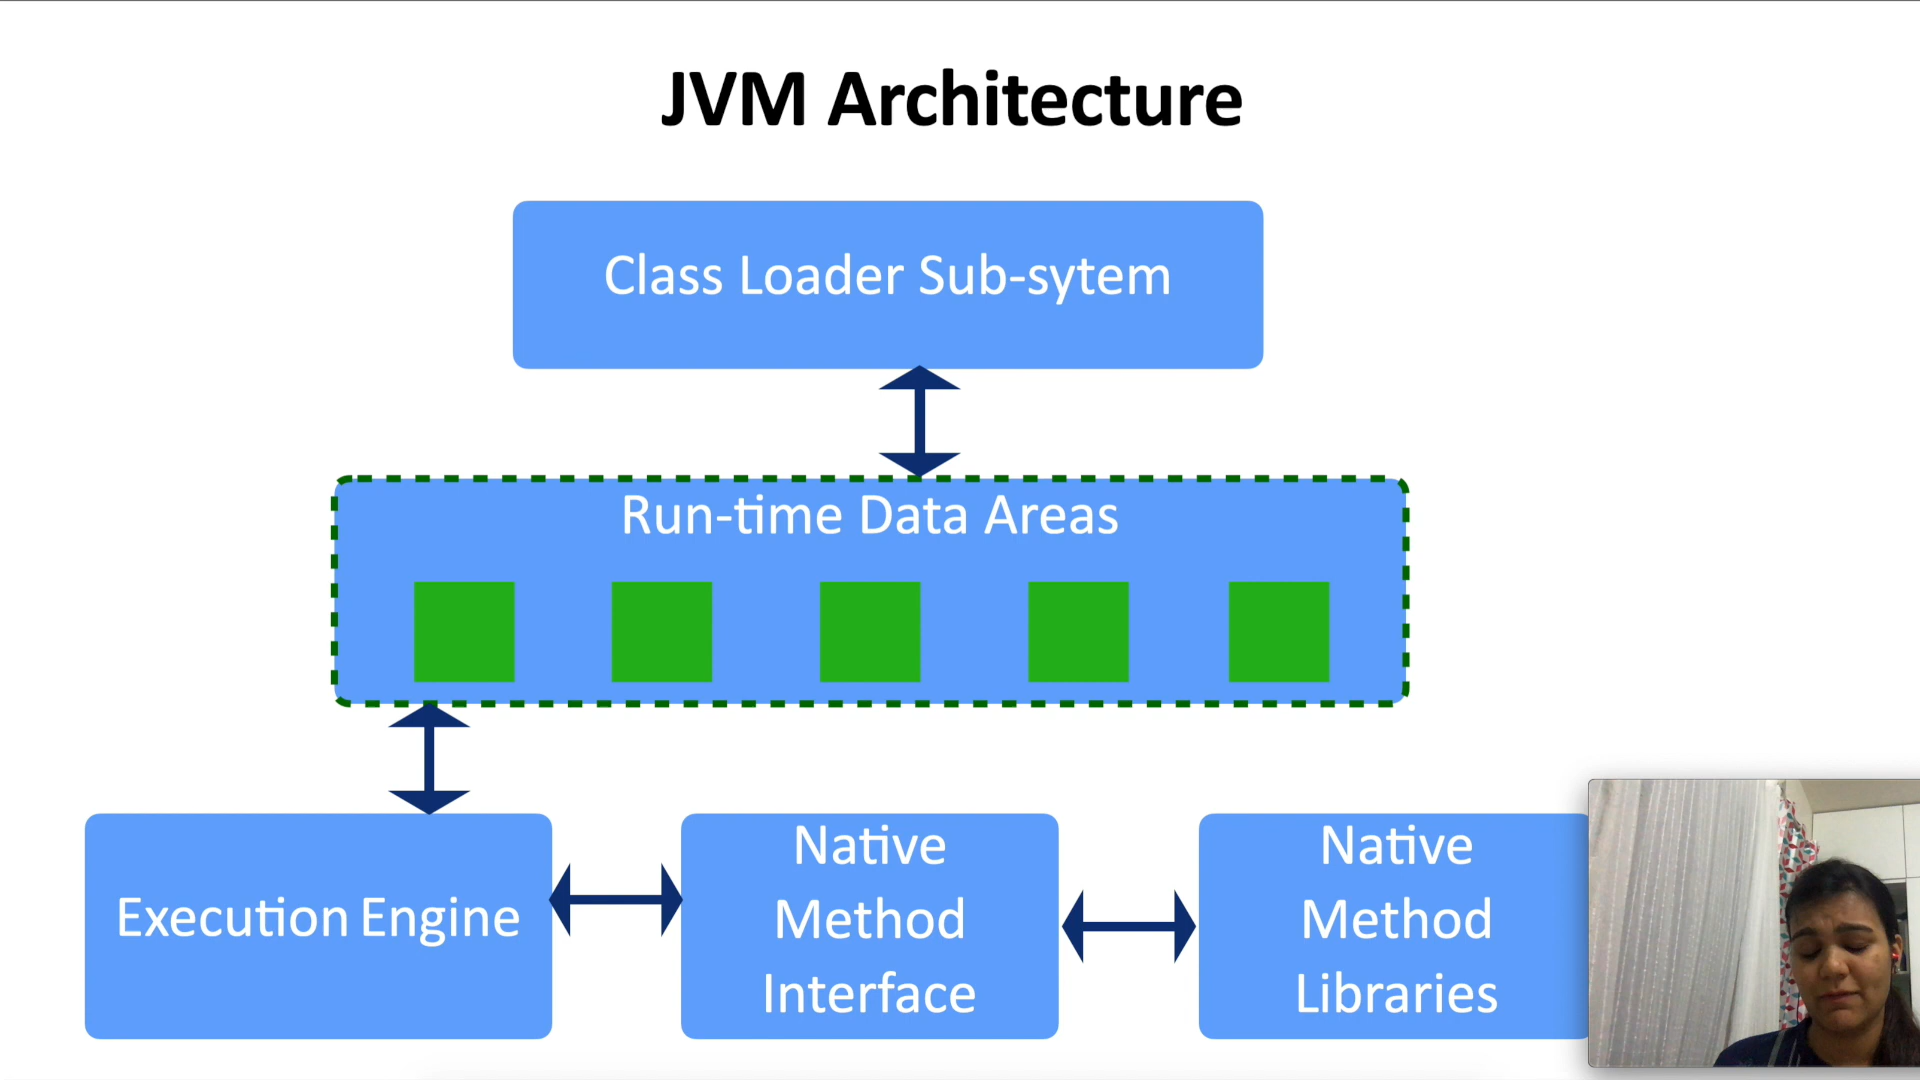 JVM Architecture
Class Loader Sub-sytem
Run-time Data Areas
Execution Engine
Native
Method
Interface
Native
Method
Libraries